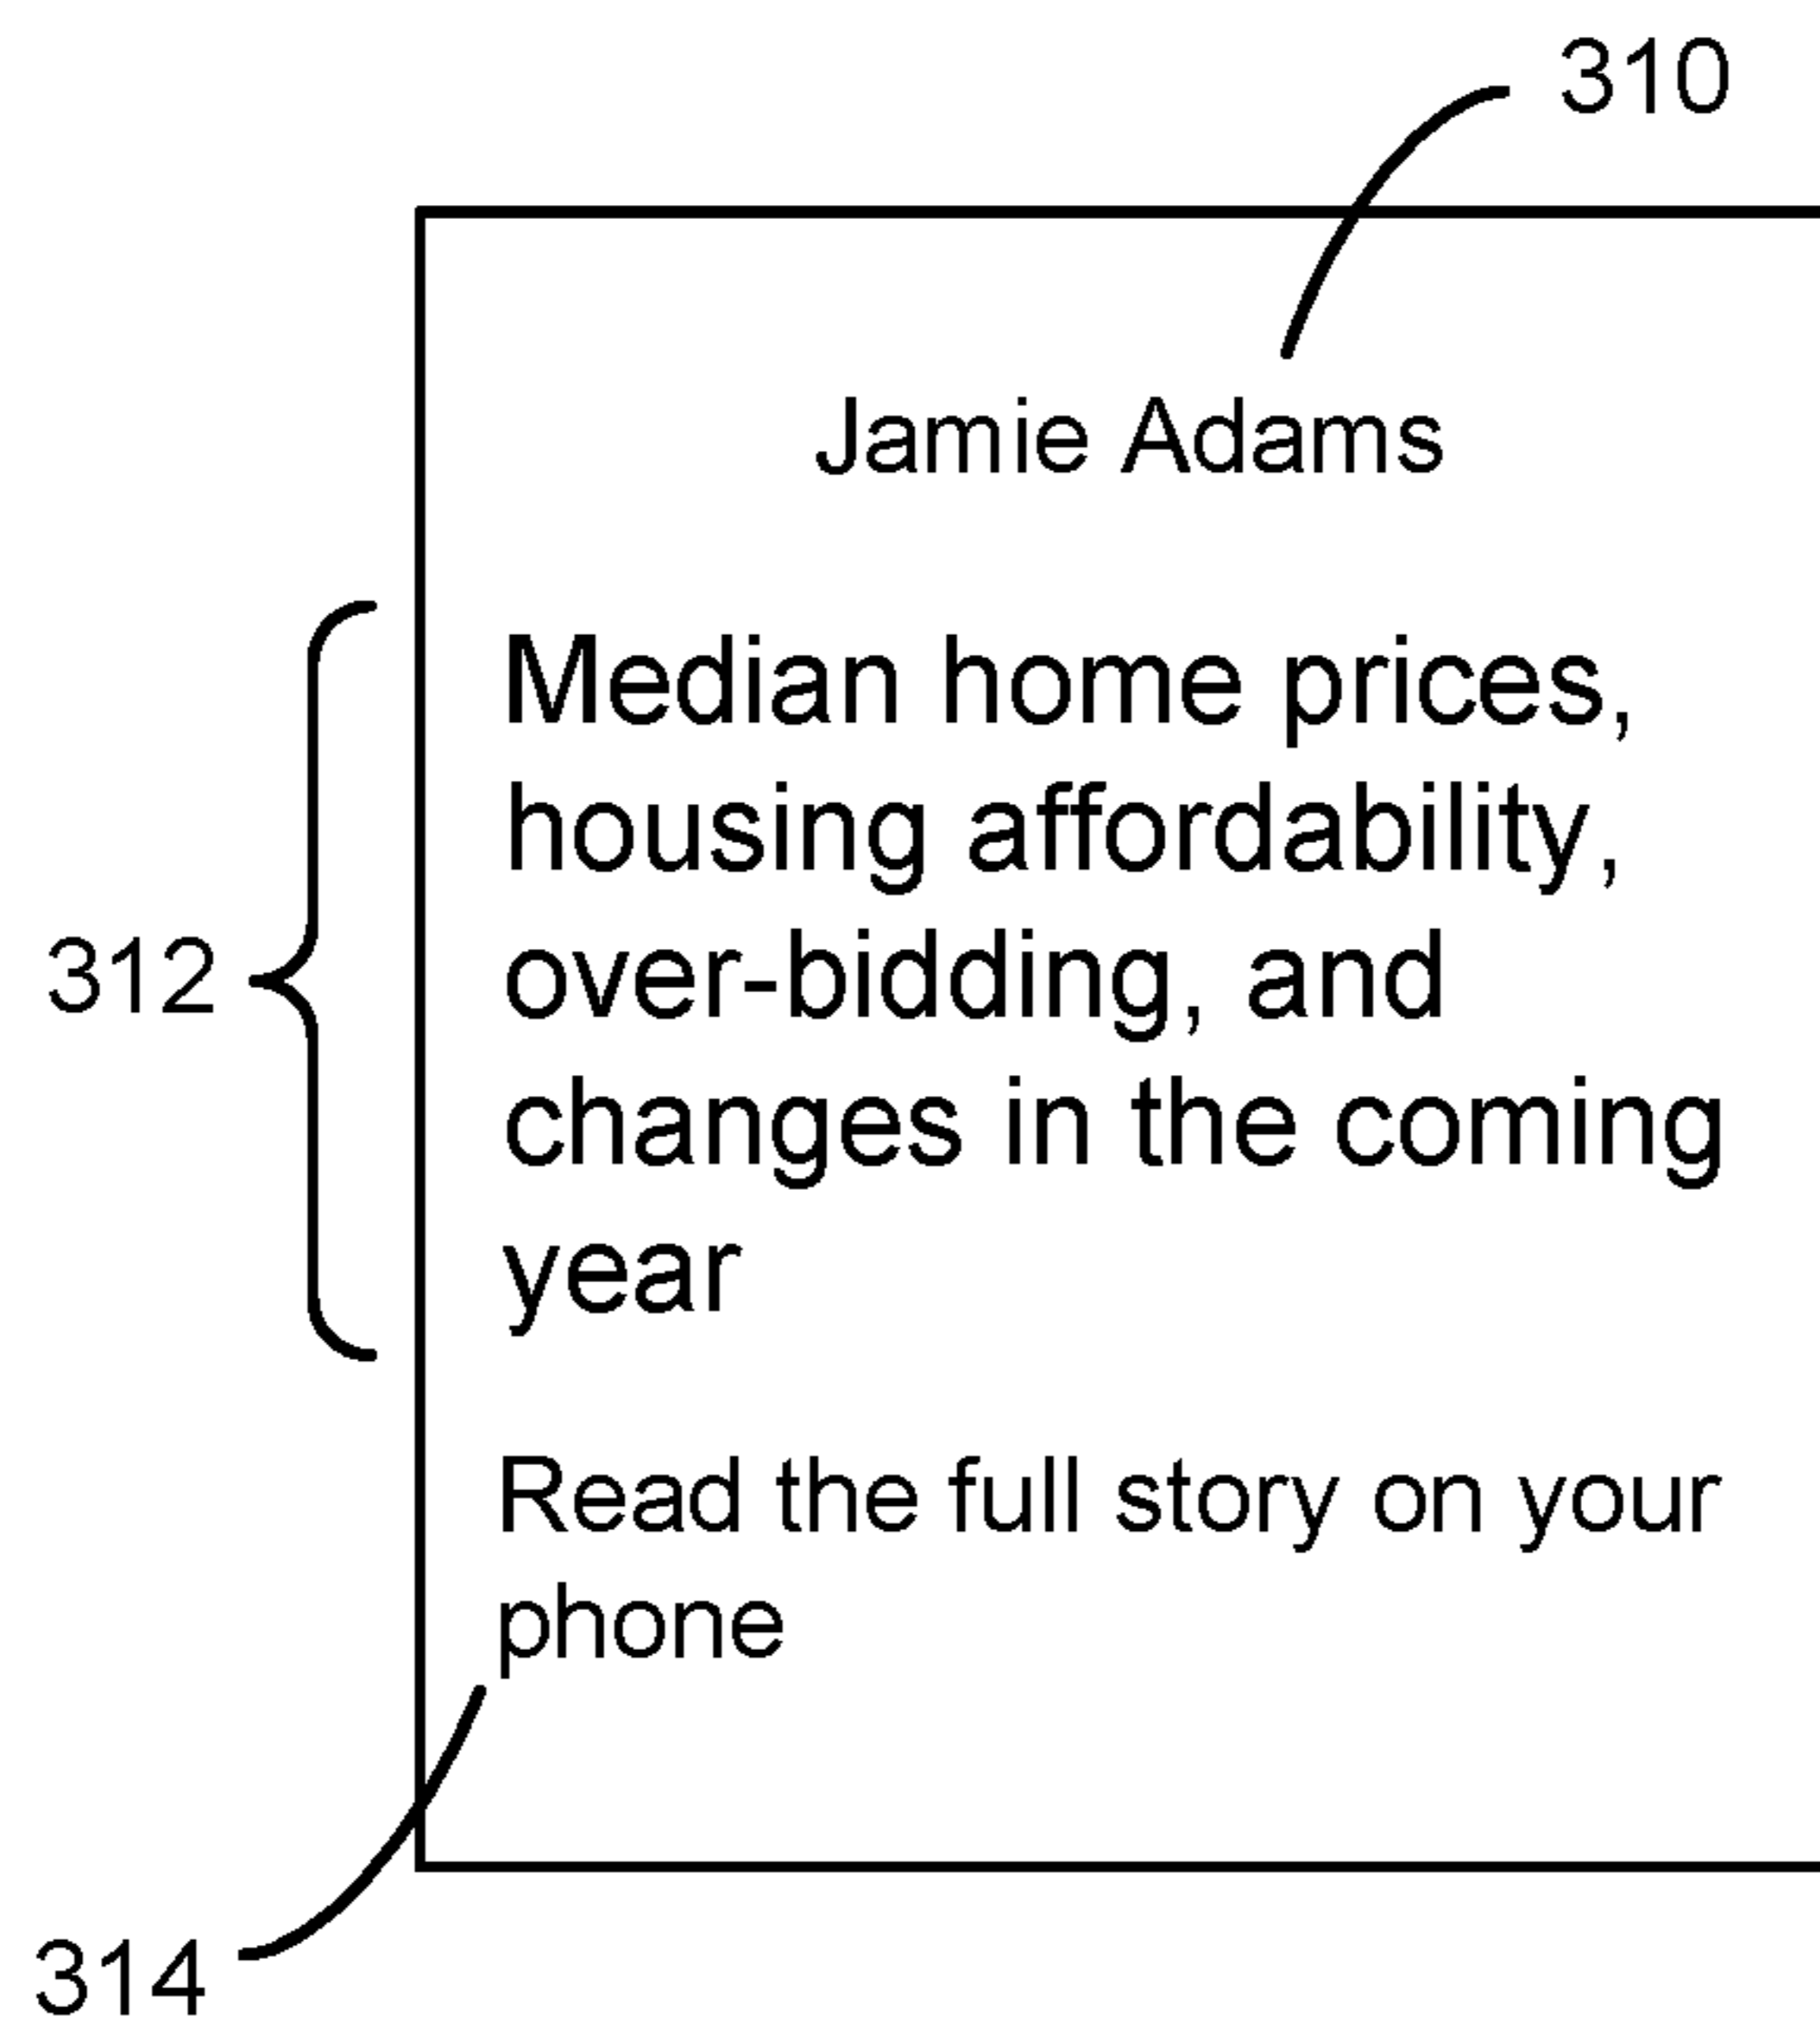 310
Jamie Adams
Median home prices,
housing affordability,
over-bidding, and
312
changes in the coming
year
Read the full story on your
phone
314